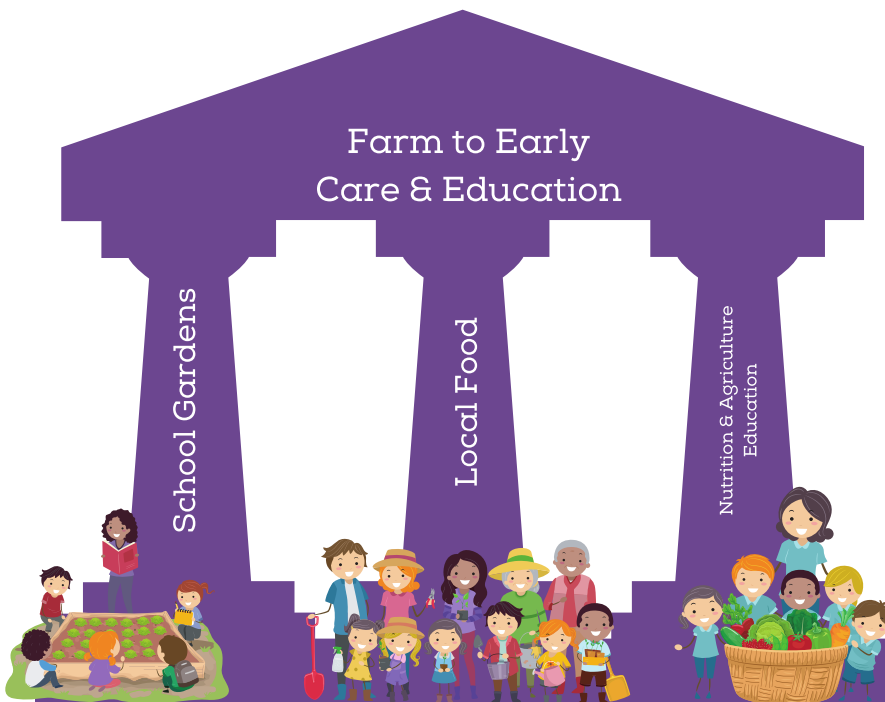 Farm to Early
Care & Education
School Gardens
Local Food
Nutrition & Agriculture
Education